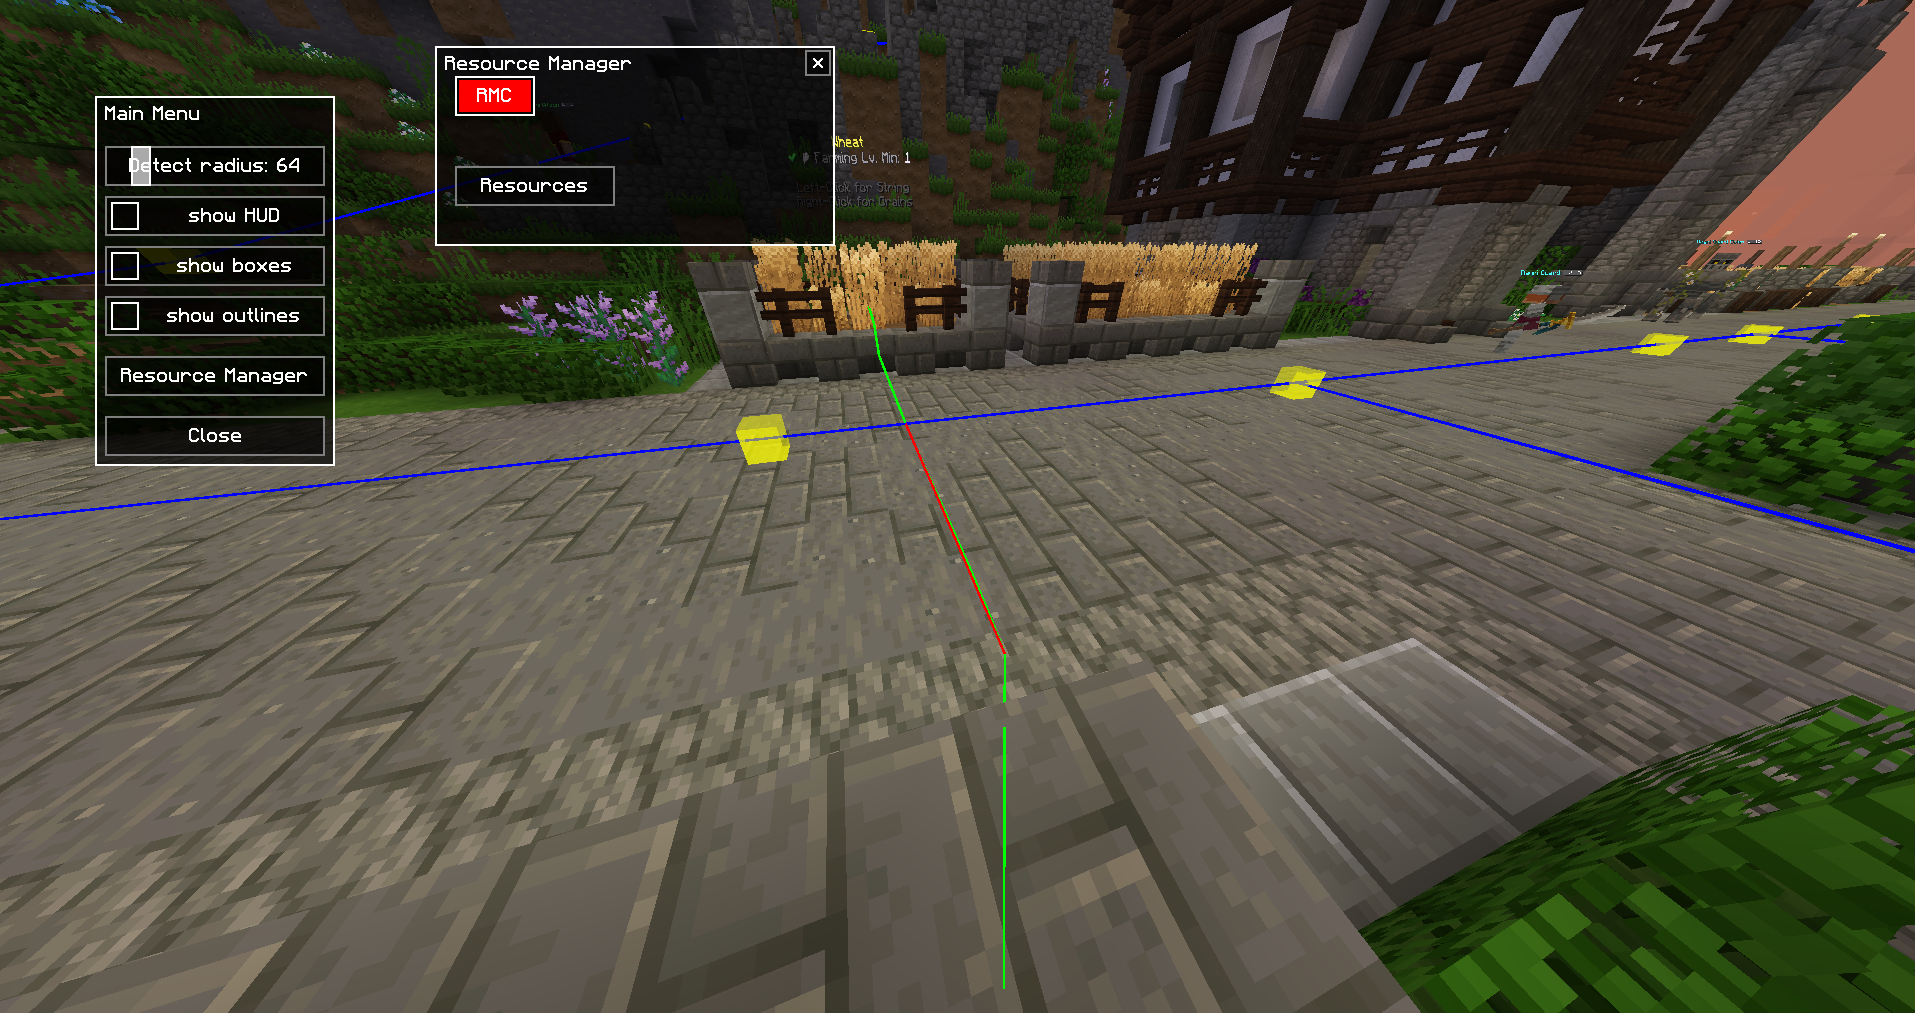 Resource Manager
RMC
Resources
Main Menu
Detect radius: 64
show HUD
show boxes
show outlines
Resource Manager
Close
Wheat
Farming Lv. Min: 1
Left-Click for String
Right-Click for Grains